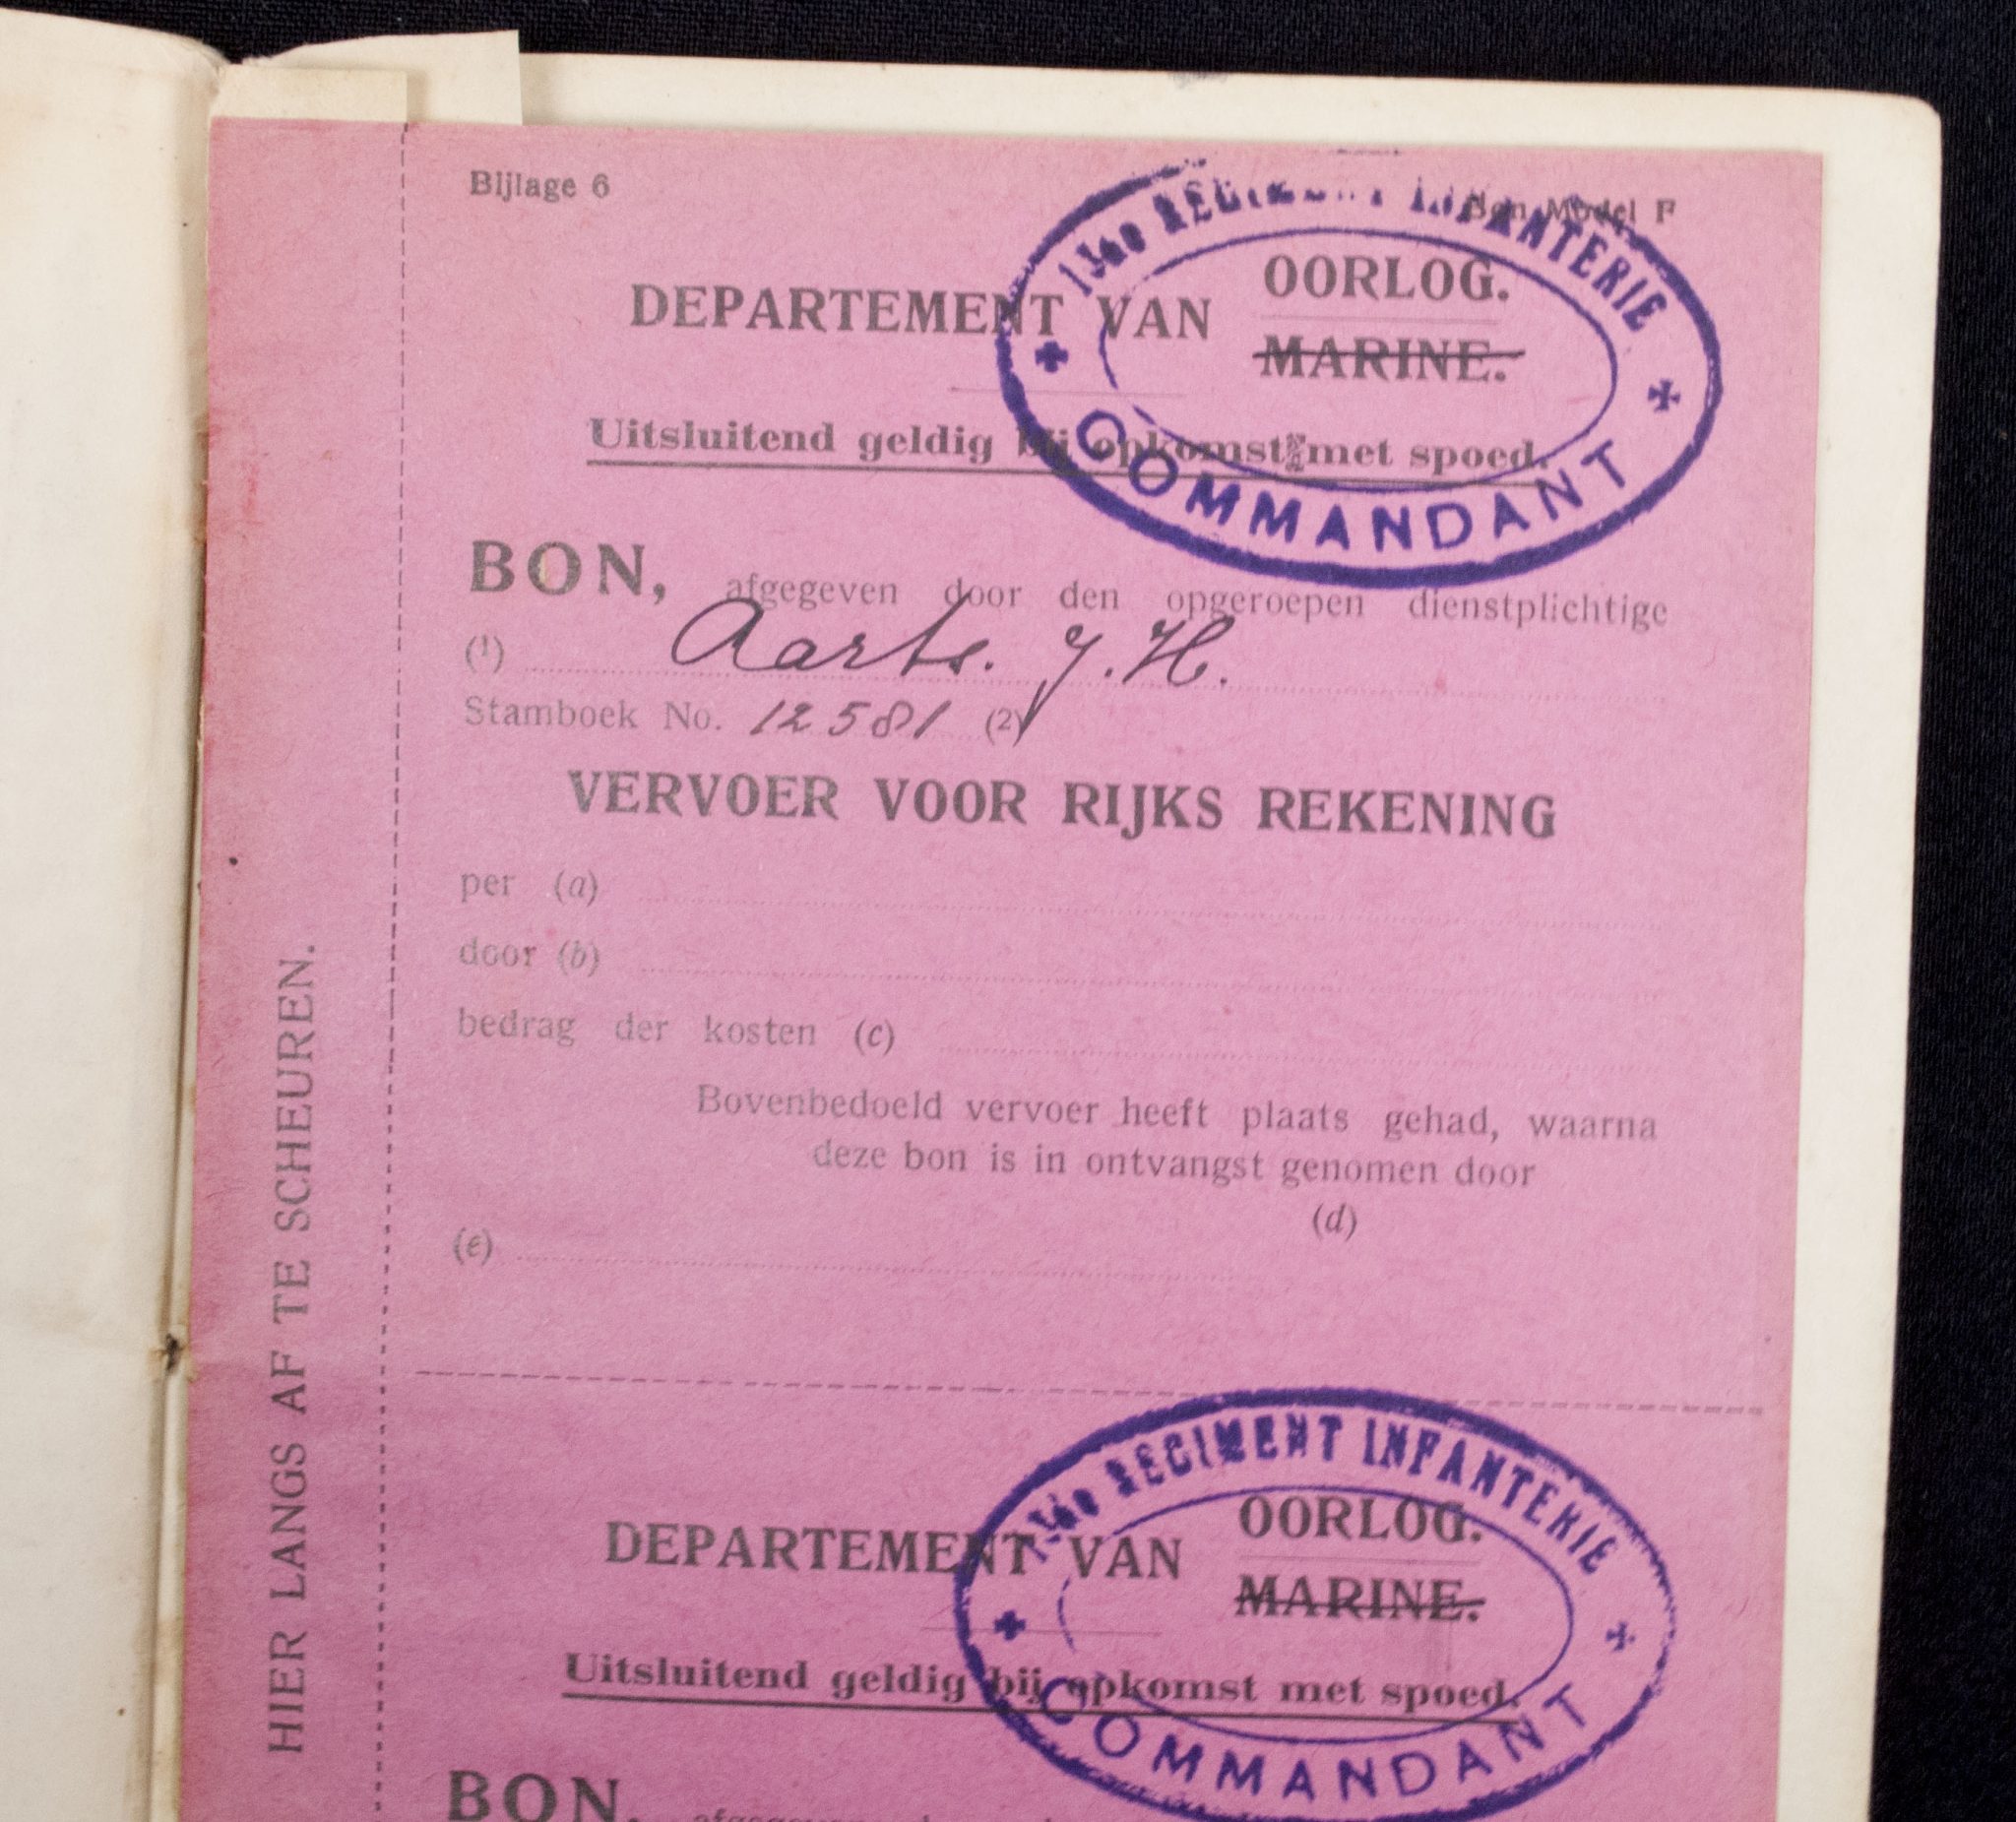 Bijlage 6
Bon Model F
13de REGIMENT INFANTERIE
DEPARTEMENT VAN
OORLOG.
MARINE.
Uitsluitend geldig bij opkomst met spoed.
COMMANDANT
BON, afgegeven door den opgeroepen dienstplichtige
(1) Aarts. J. H.
Stamboek No. 12581 (2)
VERVOER VOOR RIJKS REKENING
per (a)
door (b)
bedrag der kosten (c)
Bovenbedoeld vervoer heeft plaats gehad, waarna
deze bon is in ontvangst genomen door
(d)
(e)
HIER LANGS AF TE SCHEUREN.
13de REGIMENT INFANTERIE
DEPARTEMENT VAN
OORLOG.
MARINE.
Uitsluitend geldig bij opkomst met spoed.
COMMANDANT
BON,